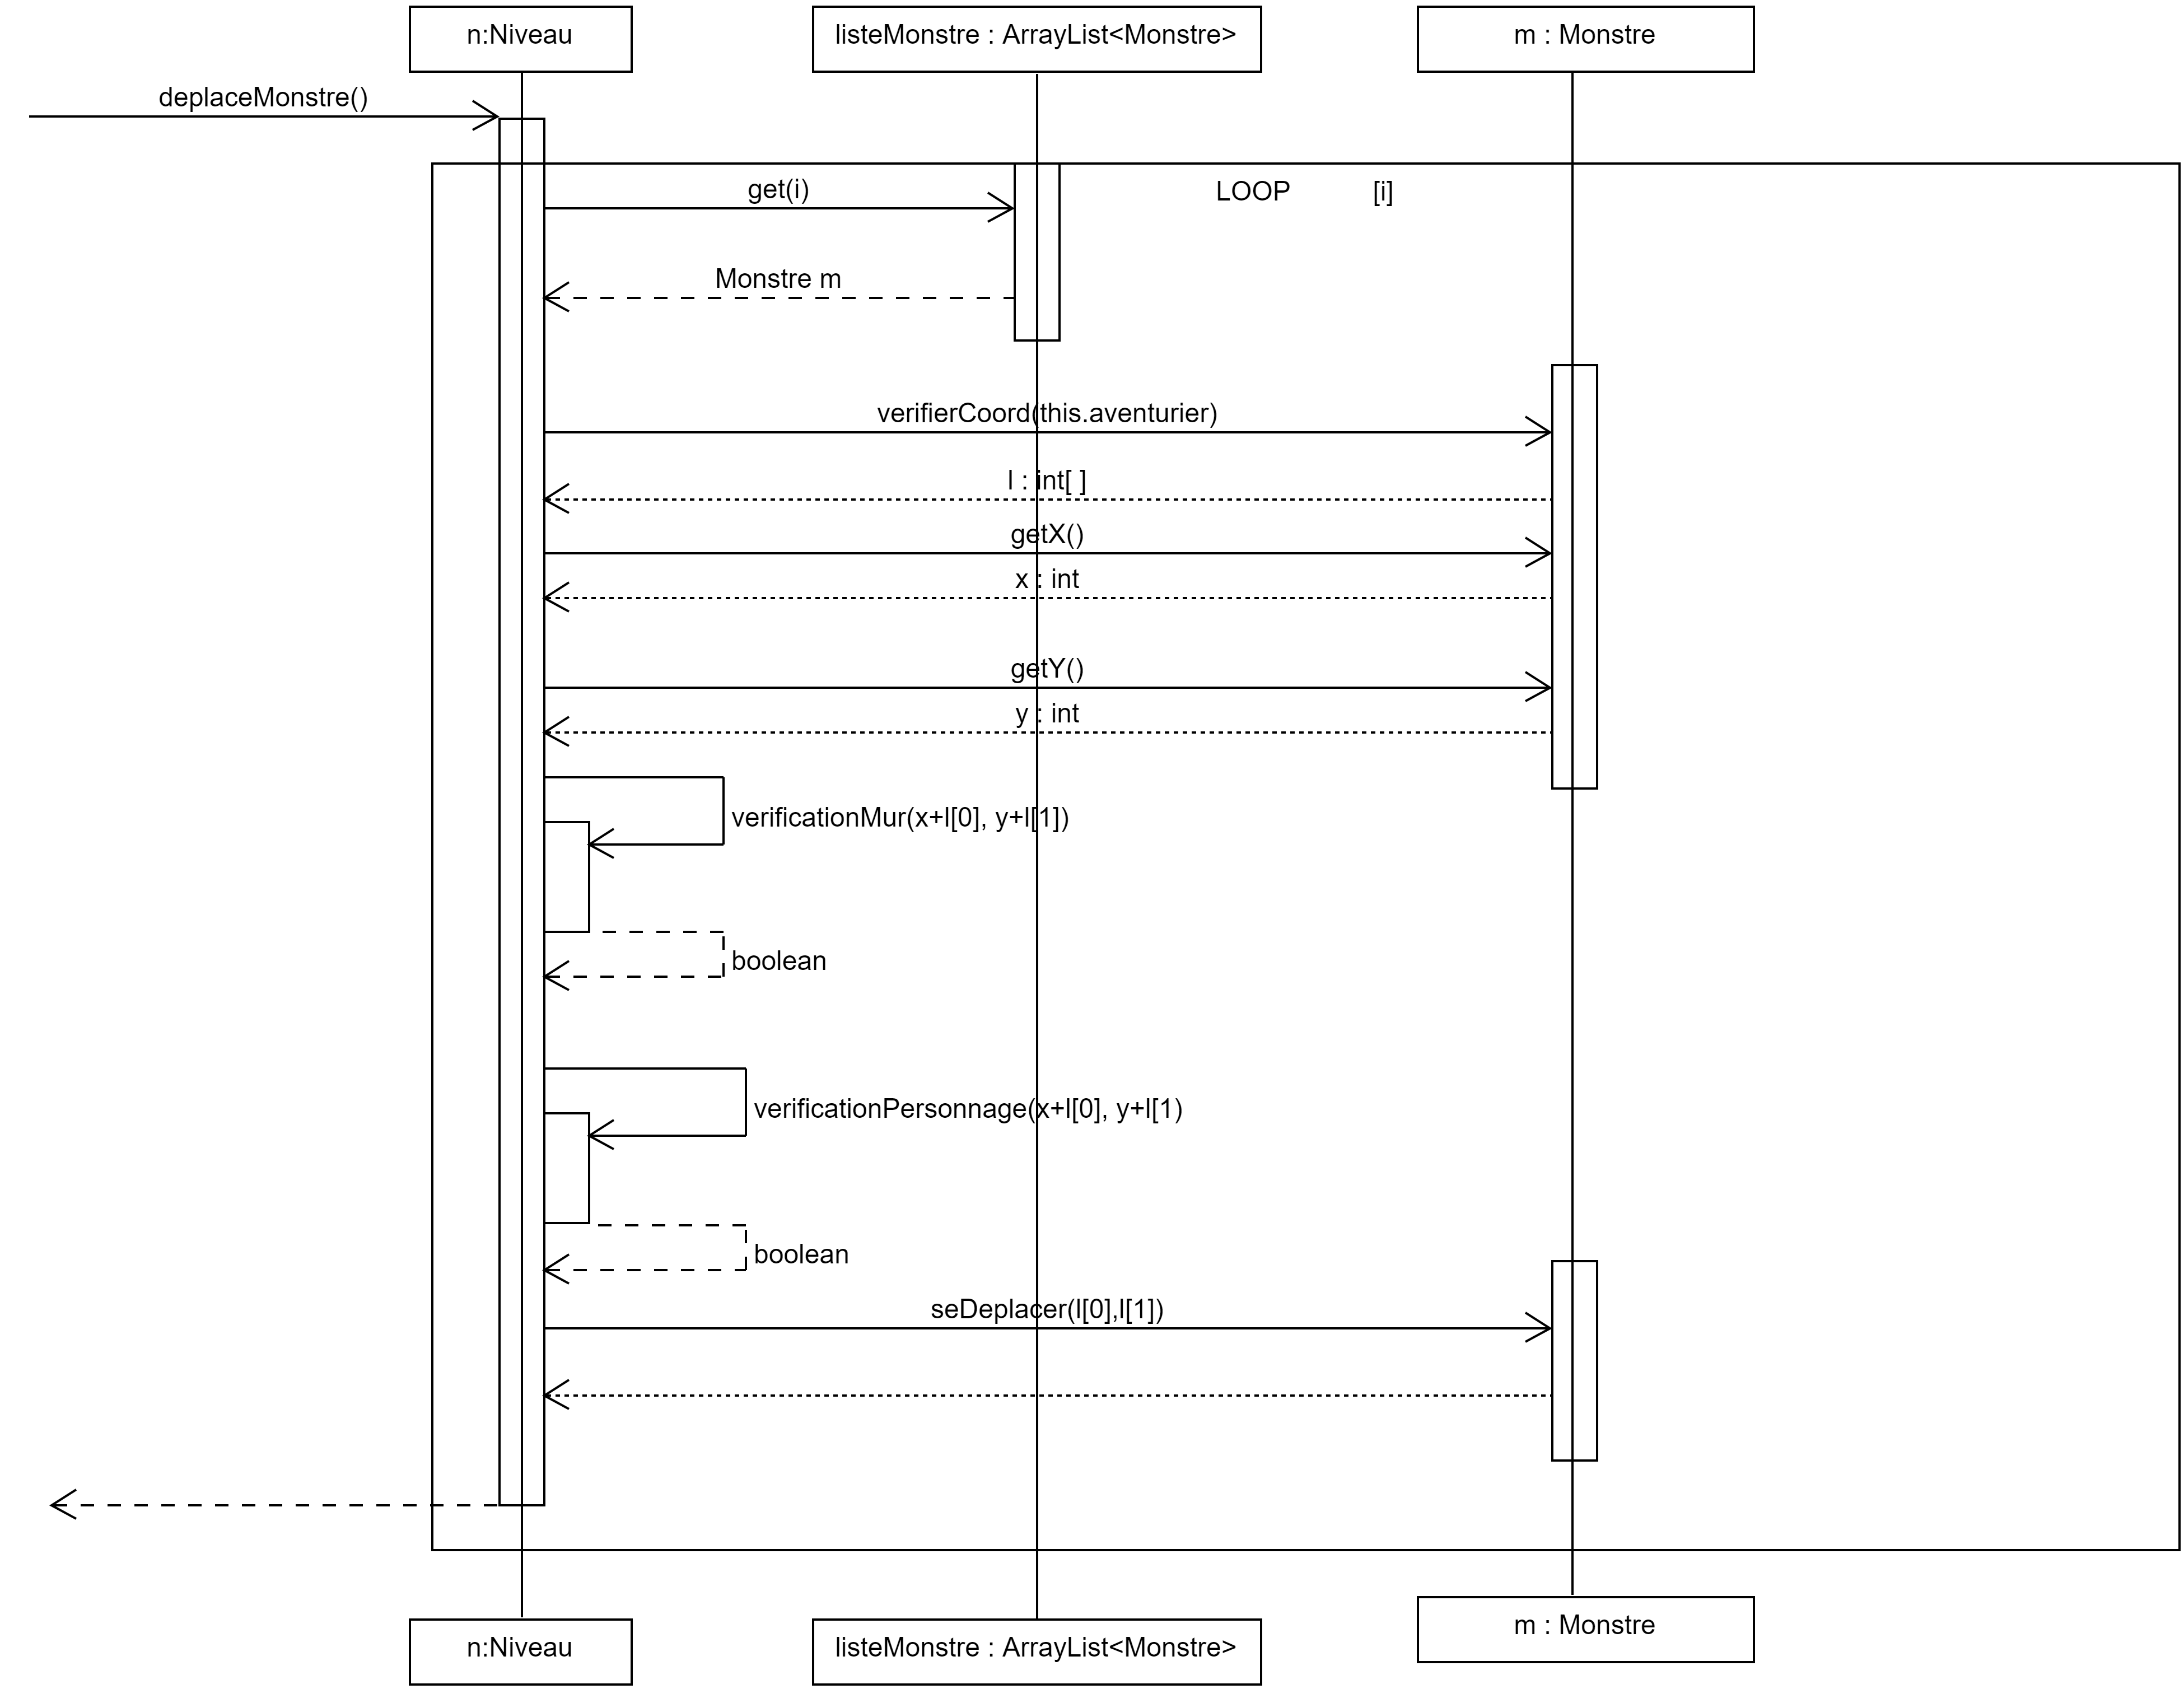 n:Niveau
listeMonstre : ArrayList<Monstre>
m : Monstre
deplaceMonstre()
get(i)
LOOP [i]
Monstre m
verifierCoord(this.aventurier)
l : int[ ]
getX()
x : int
getY()
y : int
verificationMur(x+l[0], y+l[1])
boolean
verificationPersonnage(x+l[0], y+l[1)
boolean
seDeplacer(l[0],l[1])
n:Niveau
listeMonstre : ArrayList<Monstre>
m : Monstre